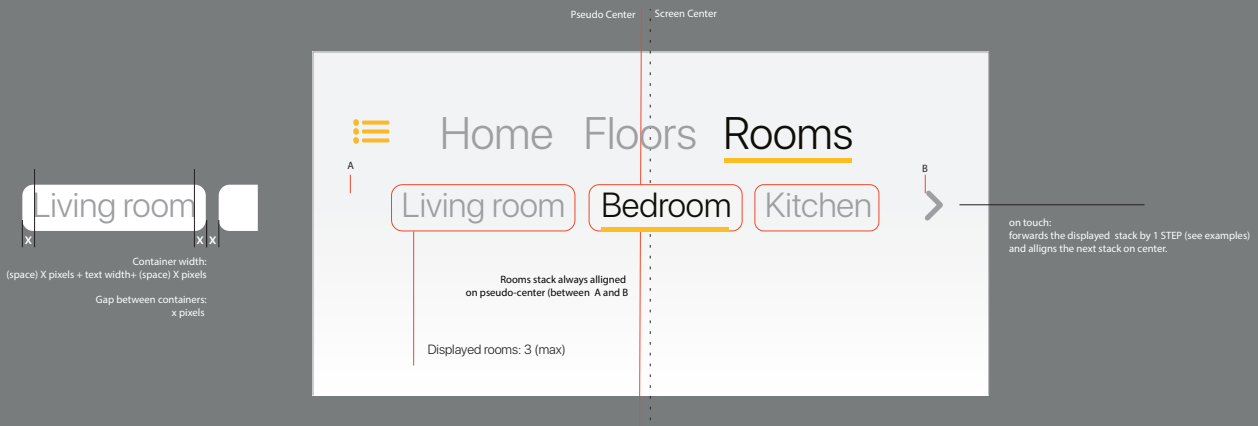 Pseudo Center
Screen Center
Home Floors Rooms
A
B
Living room Bedroom Kitchen
Living room
X
X X
Container width:
(space) X pixels + text width+ (space) X pixels
Gap between containers:
x pixels
on touch:
forwards the displayed stack by 1 STEP (see examples)
and alligns the next stack on center.
Rooms stack always alligned
on pseudo-center (between A and B
Displayed rooms: 3 (max)